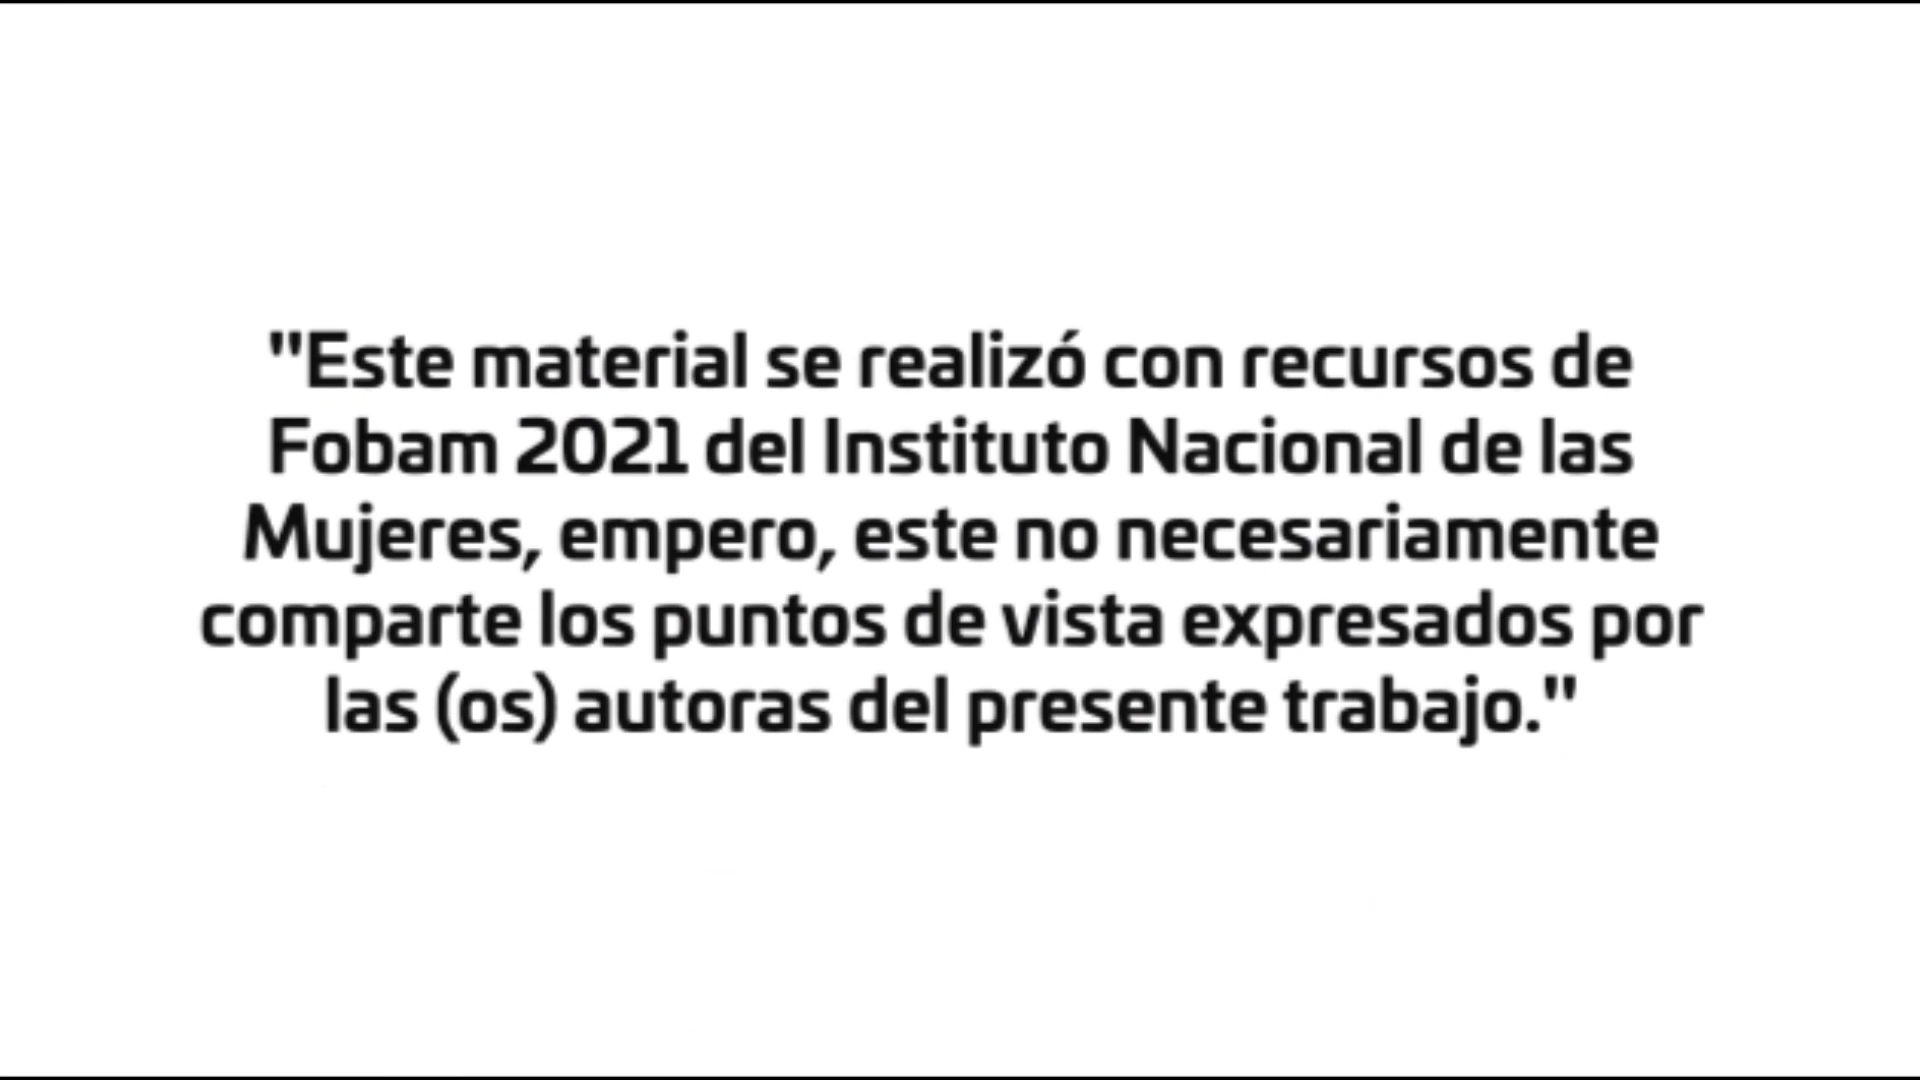 "Este material se realizó con recursos de
Fobam 2021 del Instituto Nacional de las
Mujeres, empero, este no necesariamente
comparte los puntos de vista expresados por
las (os) autoras del presente trabajo."